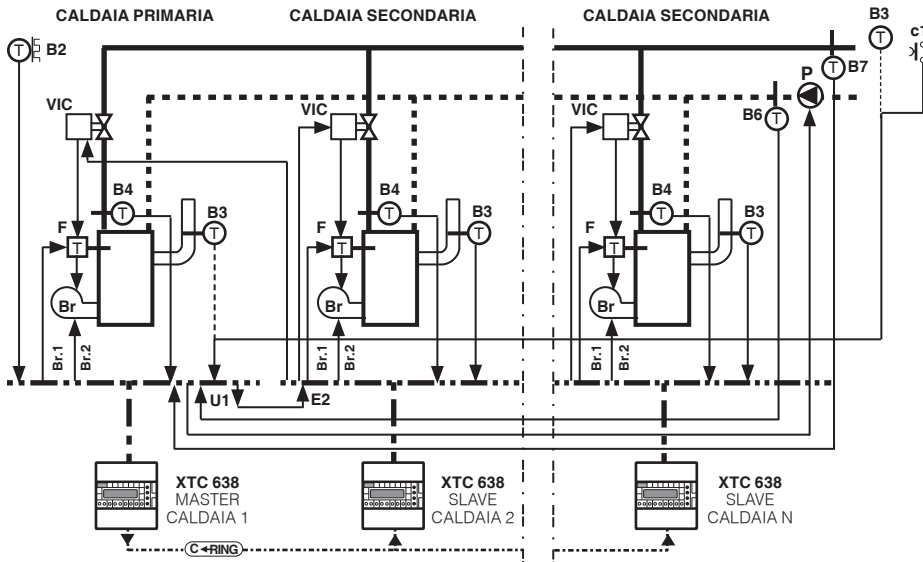 CALDAIA PRIMARIA
CALDAIA SECONDARIA
CALDAIA SECONDARIA
B3
T
c1
T
B2
T
B7
P
VIC
VIC
VIC
B6
T
B4
T
B3
T
F
T
Br
Br.1
Br.2
B4
T
B3
T
F
T
Br
Br.1
Br.2
B4
T
B3
T
F
T
Br
Br.1
Br.2
U1
E2
XTC 638
MASTER
CALDAIA 1
XTC 638
SLAVE
CALDAIA 2
XTC 638
SLAVE
CALDAIA N
C RING